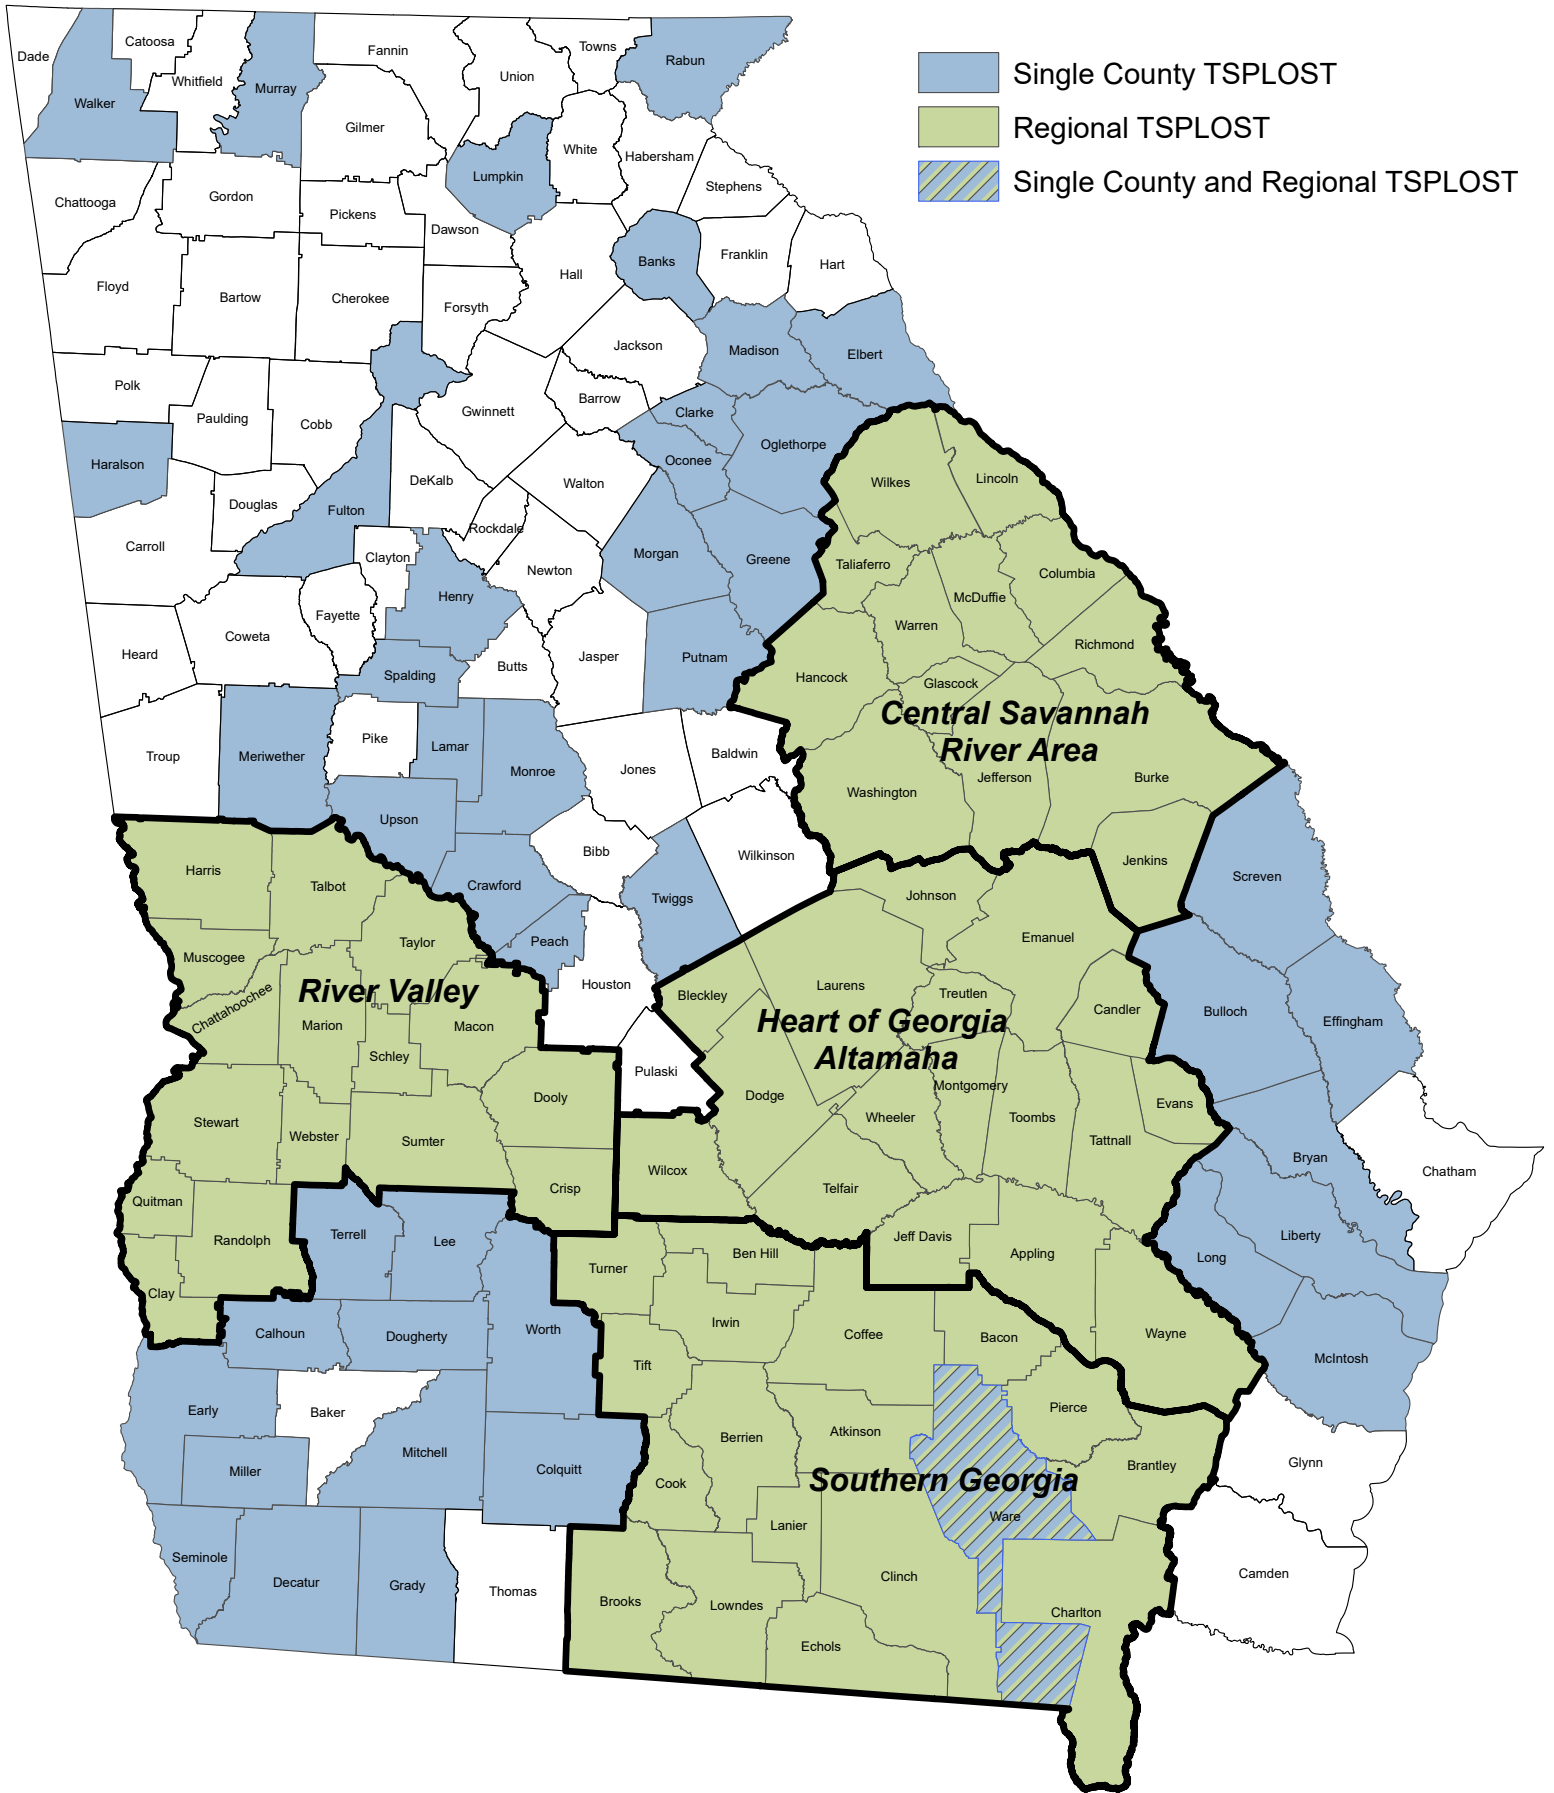 Dade
Catoosa
Whitfield
Walker
Murray
Fannin
Union
Towns
Rabun
Single County TSPLOST
Regional TSPLOST
Single County and Regional TSPLOST
Gilmer
White
Habersham
Lumpkin
Stephens
Chattooga
Gordon
Pickens
Dawson
Hall
Banks
Franklin
Hart
Floyd
Bartow
Cherokee
Forsyth
Jackson
Madison
Elbert
Polk
Paulding
Cobb
Gwinnett
Barrow
Clarke
Oglethorpe
Haralson
Oconee
Wilkes
Lincoln
Douglas
Fulton
DeKalb
Walton
Rockdale
Carroll
Clayton
Newton
Morgan
Greene
Taliaferro
Columbia
McDuffie
Henry
Fayette
Coweta
Heard
Spalding
Butts
Jasper
Putnam
Warren
Richmond
Hancock
Glascock
Central Savannah
River Area
Troup
Meriwether
Pike
Lamar
Monroe
Jones
Baldwin
Washington
Jefferson
Burke
Upson
Bibb
Wilkinson
Jenkins
Harris
Talbot
Crawford
Twiggs
Johnson
Screven
Taylor
Peach
Emanuel
Muscogee
Houston
Bleckley
Laurens
Treutlen
Candler
Bulloch
Effingham
River Valley
Chattahoochee
Marion
Macon
Schley
Heart of Georgia
Altamaha
Pulaski
Dooly
Dodge
Montgomery
Wheeler
Toombs
Evans
Tattnall
Stewart
Webster
Sumter
Wilcox
Telfair
Bryan
Chatham
Quitman
Crisp
Randolph
Terrell
Lee
Jeff Davis
Appling
Liberty
Long
Clay
Turner
Ben Hill
Calhoun
Dougherty
Worth
Irwin
Coffee
Bacon
Wayne
McIntosh
Tift
Early
Baker
Mitchell
Berrien
Atkinson
Pierce
Miller
Colquitt
Cook
Southern Georgia
Brantley
Glynn
Lanier
Ware
Seminole
Decatur
Grady
Thomas
Brooks
Lowndes
Clinch
Echols
Charlton
Camden